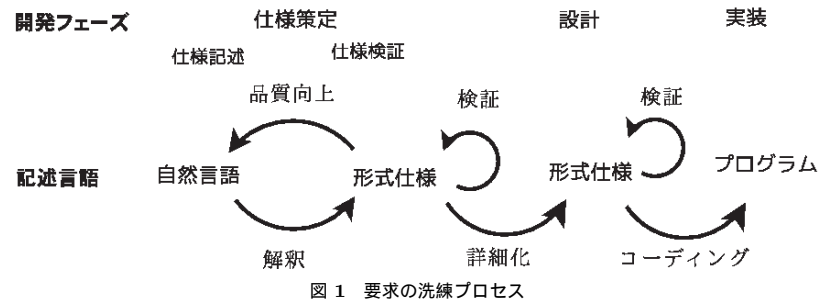 開発フェーズ 仕様策定 設計 実装
仕様記述 仕様検証
品質向上 検証 検証
記述言語 自然言語 形式仕様 形式仕様 プログラム
解釈 詳細化 コーディング
図 1 要求の洗練プロセス